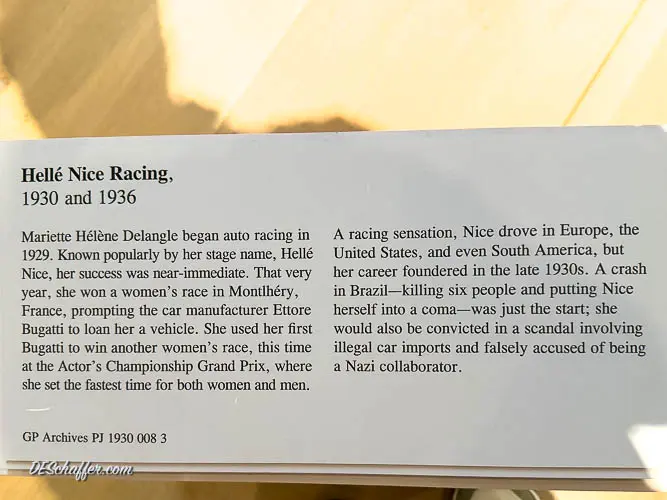 Hellé Nice Racing,
1930 and 1936
Mariette Hélène Delangle began auto racing in
1929. Known popularly by her stage name, Hellé
Nice, her success was near-immediate. That very
year, she won a women's race in Montlhéry,
France, prompting the car manufacturer Ettore
Bugatti to loan her a vehicle. She used her first
Bugatti to win another women's race, this time
at the Actor's Championship Grand Prix, where
she set the fastest time for both women and men.
A racing sensation, Nice drove in Europe, the
United States, and even South America, but
her career foundered in the late 1930s. A crash
in Brazil—killing six people and putting Nice
herself into a coma—was just the start; she
would also be convicted in a scandal involving
illegal car imports and falsely accused of being
a Nazi collaborator.
GP Archives PJ 1930 008 3
DESchaffer.com